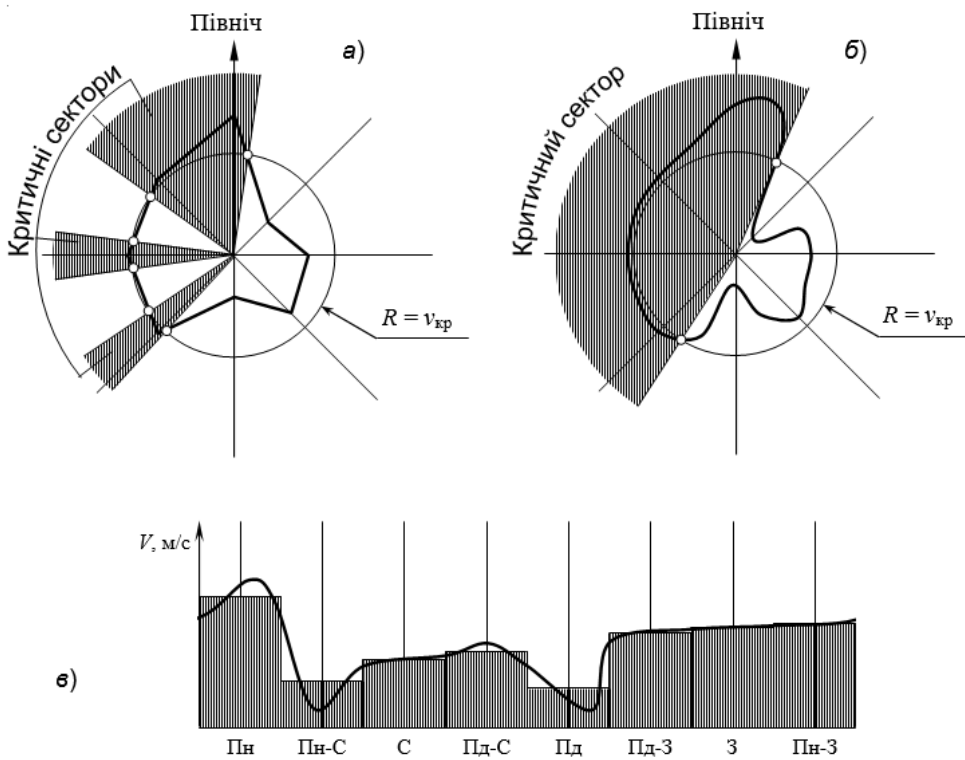 Північ
а)
Критичні сектори
R = vкр
Північ
б)
Критичний сектор
R = vкр
V, м/с
в)
Пн
Пн-С
С
Пд-С
Пд
Пд-З
З
Пн-З